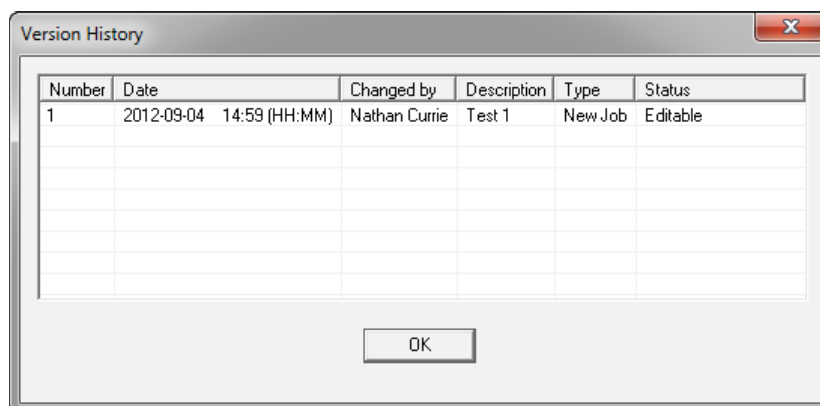 Version History
Number Date Changed by Description Type Status
1 2012-09-04 14:59 (HH:MM) Nathan Currie Test 1 New Job Editable
OK